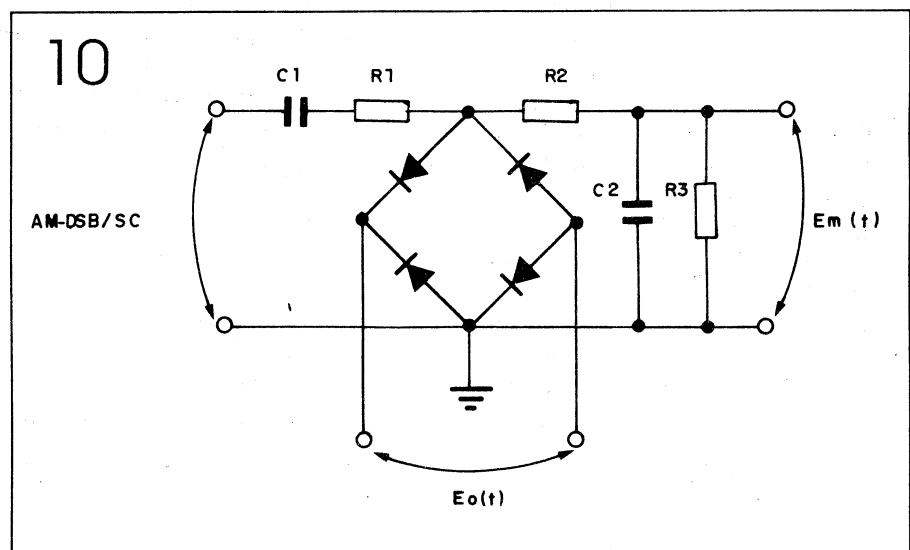 10
C1 R1 R2
AM-DSB/SC
C2 R3
Em (t)
Eo(t)